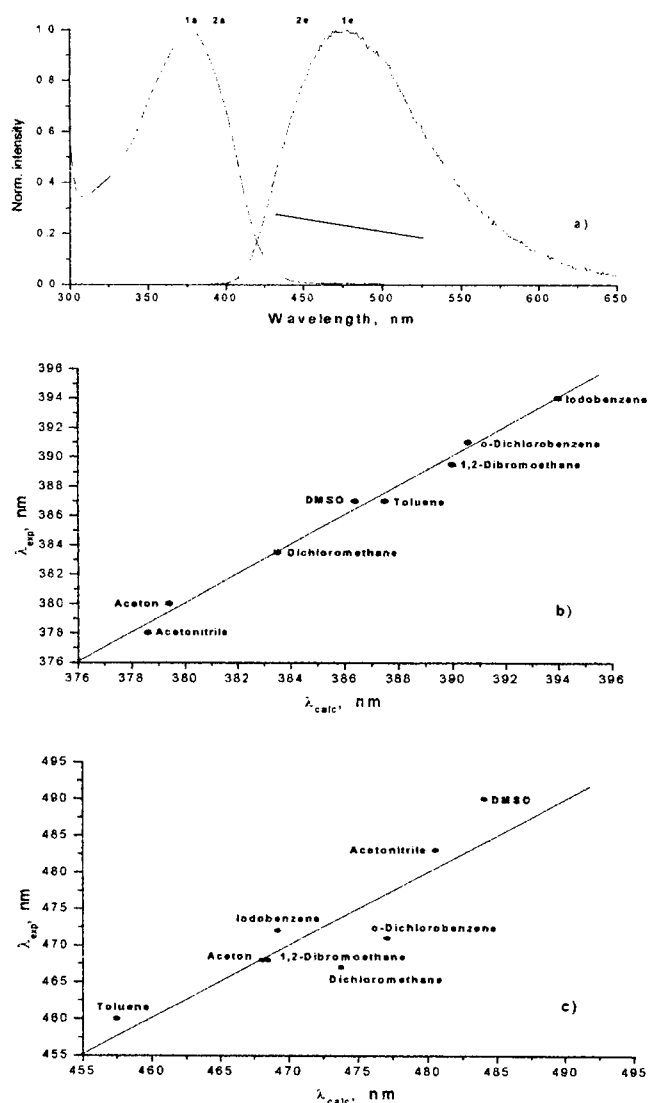 1a 2a 2e 1e
1.0
0.8
0.6
0.4
0.2
0.0
Norm. intensity
a)
300 350 400 450 500 550 600 650
Wavelength, nm
396
394
392
390
388
386
384
382
380
378
376
λexp, nm
Iodobenzene
o-Dichlorobenzene
1,2-Dibromoethane
DMSO Toluene
Dichloromethane
Aceton
Acetonitrile
b)
376 378 380 382 384 386 388 390 392 394 396
λcalc, nm
495
490
485
480
475
470
465
460
455
λexp, nm
DMSO
Acetonitrile
Iodobenzene
o-Dichlorobenzene
Aceton 1,2-Dibromoethane
Dichloromethane
Toluene
c)
455 460 465 470 475 480 485 490 495
λcalc, nm